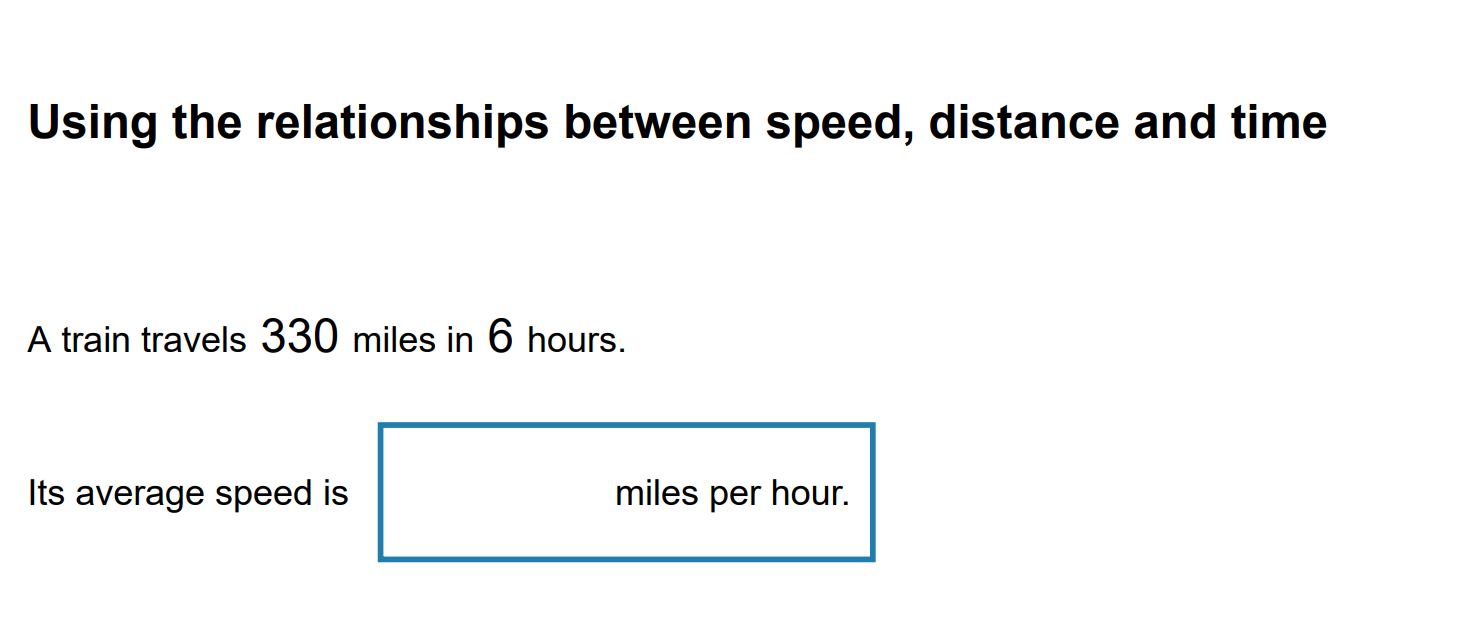 Using the relationships between speed, distance and time
A train travels 330 miles in 6 hours.
Its average speed is miles per hour.